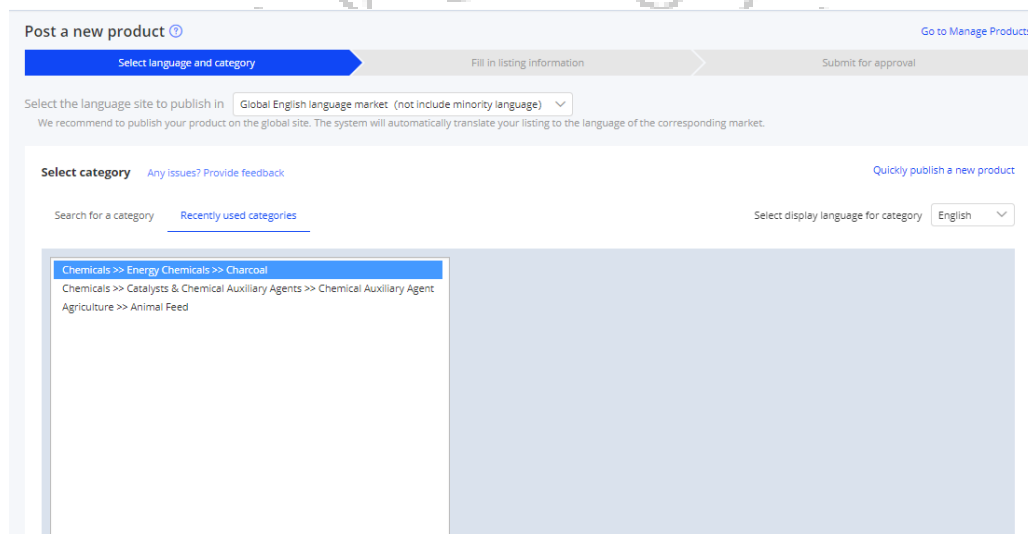 Post a new product
Go to Manage Products
Select language and category
Fill in listing information
Submit for approval
Select the language site to publish in
Global English language market (not include minority language)
We recommend to publish your product on the global site. The system will automatically translate your listing to the language of the corresponding market.
Select category
Any issues? Provide feedback
Quickly publish a new product
Search for a category
Recently used categories
Select display language for category
English
Chemicals >> Energy Chemicals >> Charcoal
Chemicals >> Catalysts & Chemical Auxiliary Agents >> Chemical Auxiliary Agent
Agriculture >> Animal Feed